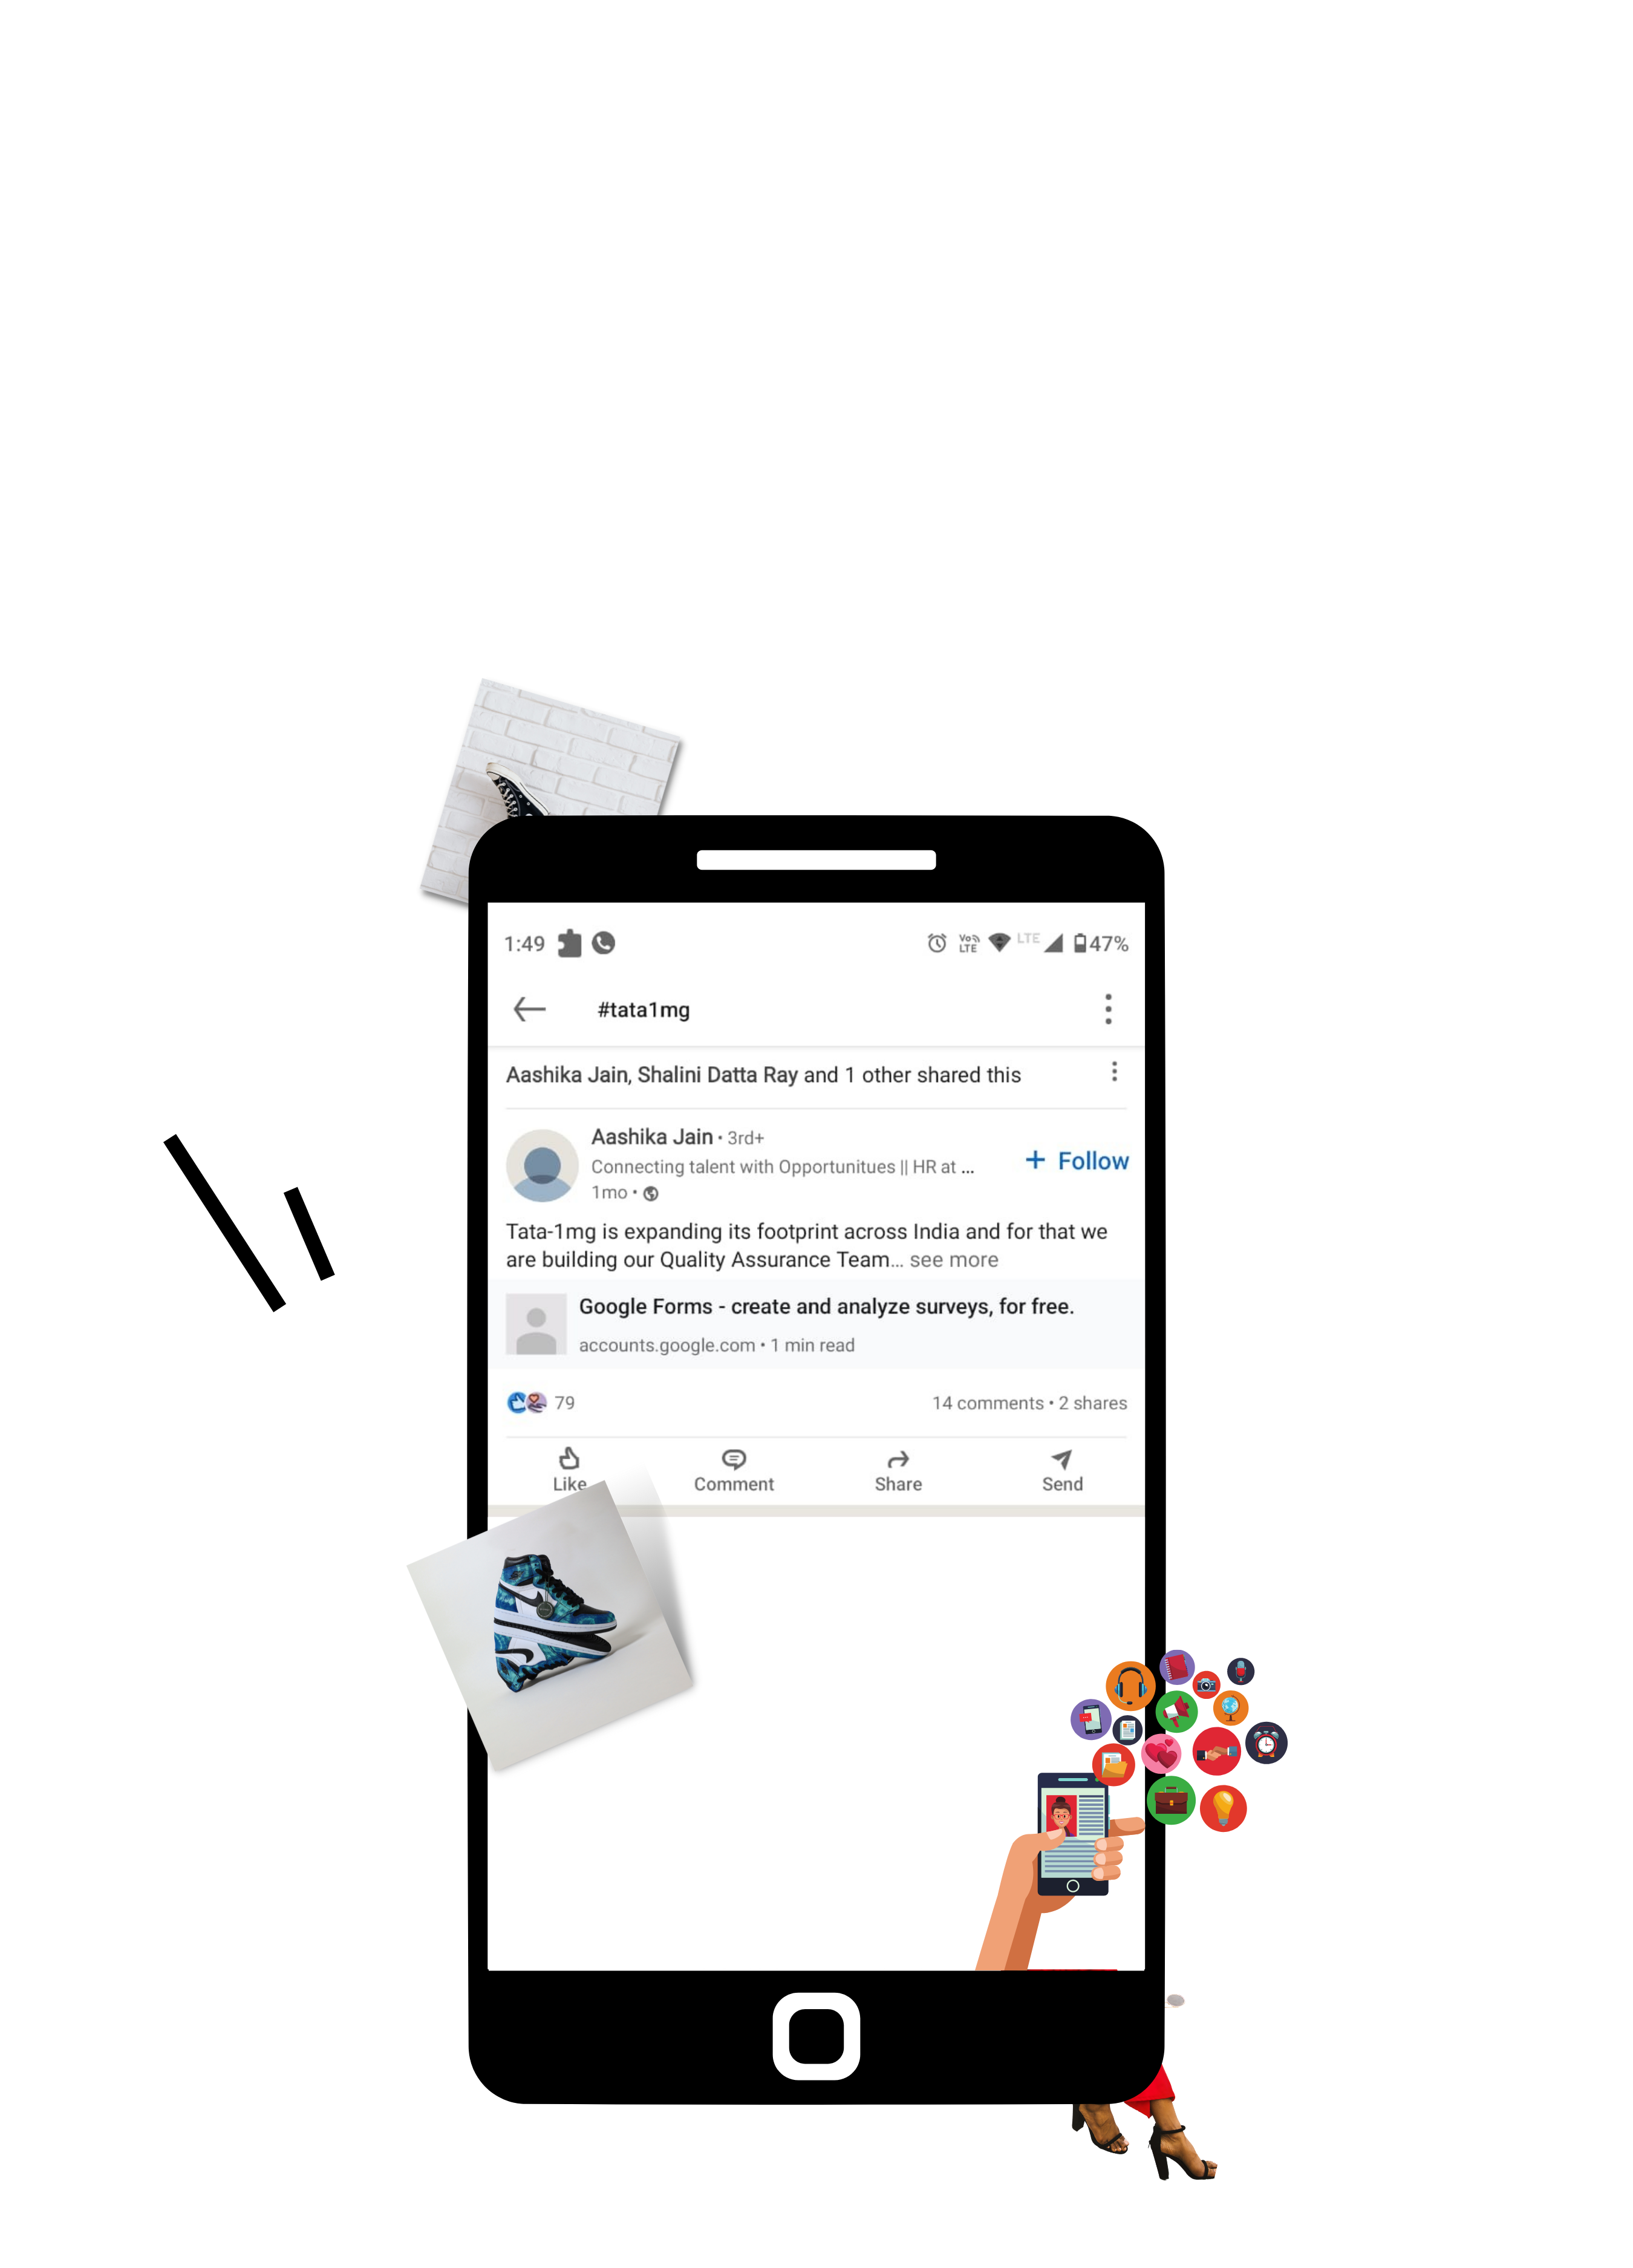 1:49 Vo LTE LTE 47%
#tata1mg
Aashika Jain, Shalini Datta Ray and 1 other shared this
Aashika Jain • 3rd+
Connecting talent with Opportunitues || HR at ...
+ Follow
1mo •
Tata-1mg is expanding its footprint across India and for that we
are building our Quality Assurance Team... see more
Google Forms - create and analyze surveys, for free.
accounts.google.com • 1 min read
79
14 comments • 2 shares
Like Comment Share Send